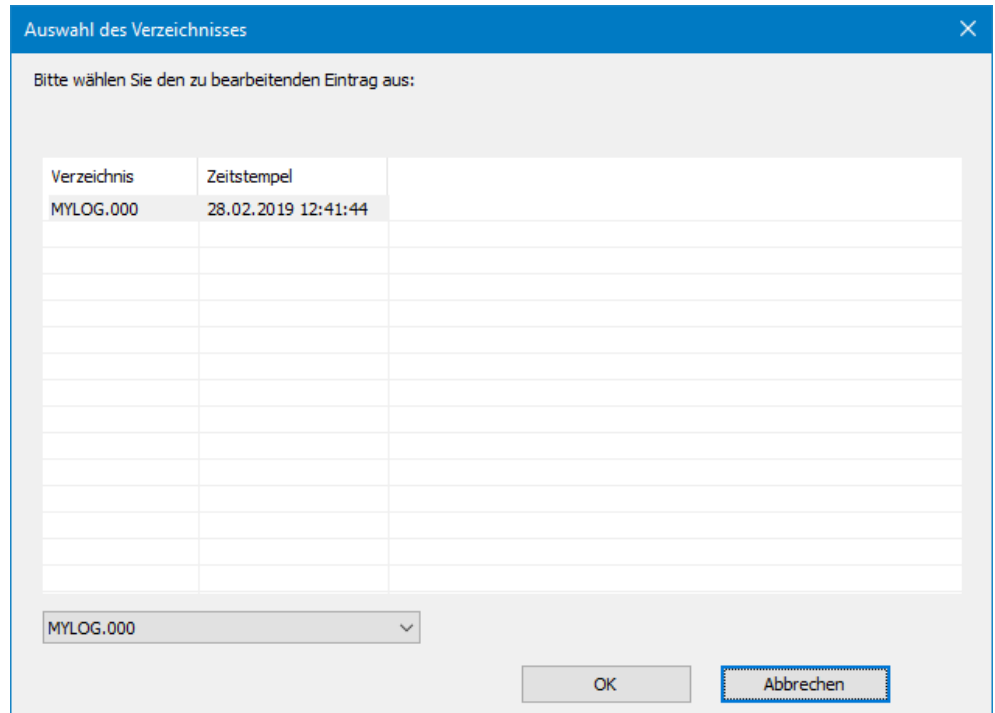 Auswahl des Verzeichnisses
Bitte wählen Sie den zu bearbeitenden Eintrag aus:
Verzeichnis Zeitstempel
MYLOG.000 28.02.2019 12:41:44
MYLOG.000
OK Abbrechen